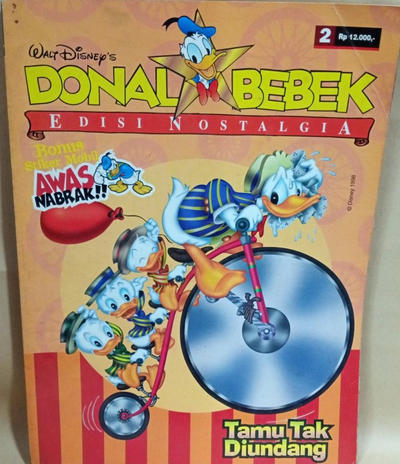 WALT DISNEY'S
2 Rp 12.000,-
DONAL BEBEK
EDISI NOSTALGIA
Bonus
Stiker Mobil
AWAS
NABRAK!!
© Disney 1998
Tamu Tak
Diundang